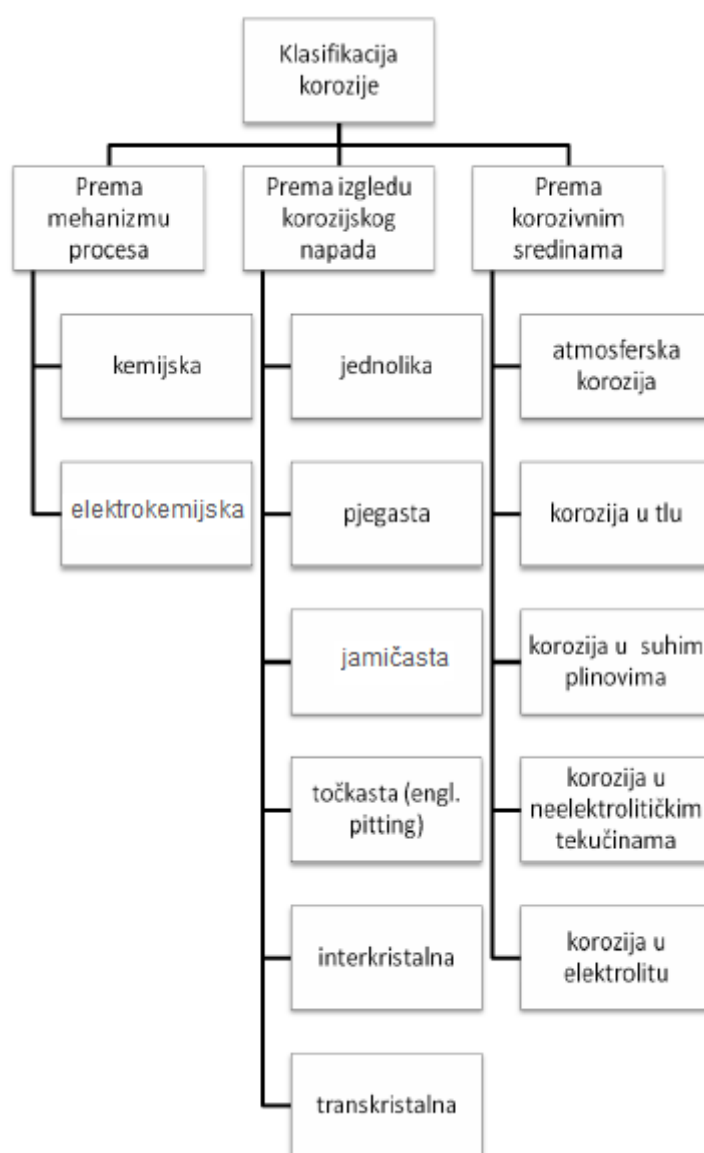 Klasifikacija
korozije
Prema
mehanizmu
procesa
kemijska
elektrokemijska
Prema izgledu
korozijskog
napada
jednolika
pjegasta
jamičasta
točkasta (engl.
pitting)
interkristalna
transkristalna
Prema
korozivnim
sredinama
atmosferska
korozija
korozija u tlu
korozija u suhim
plinovima
korozija u
neelektrolitičkim
tekučinama
korozija u
elektrolitu